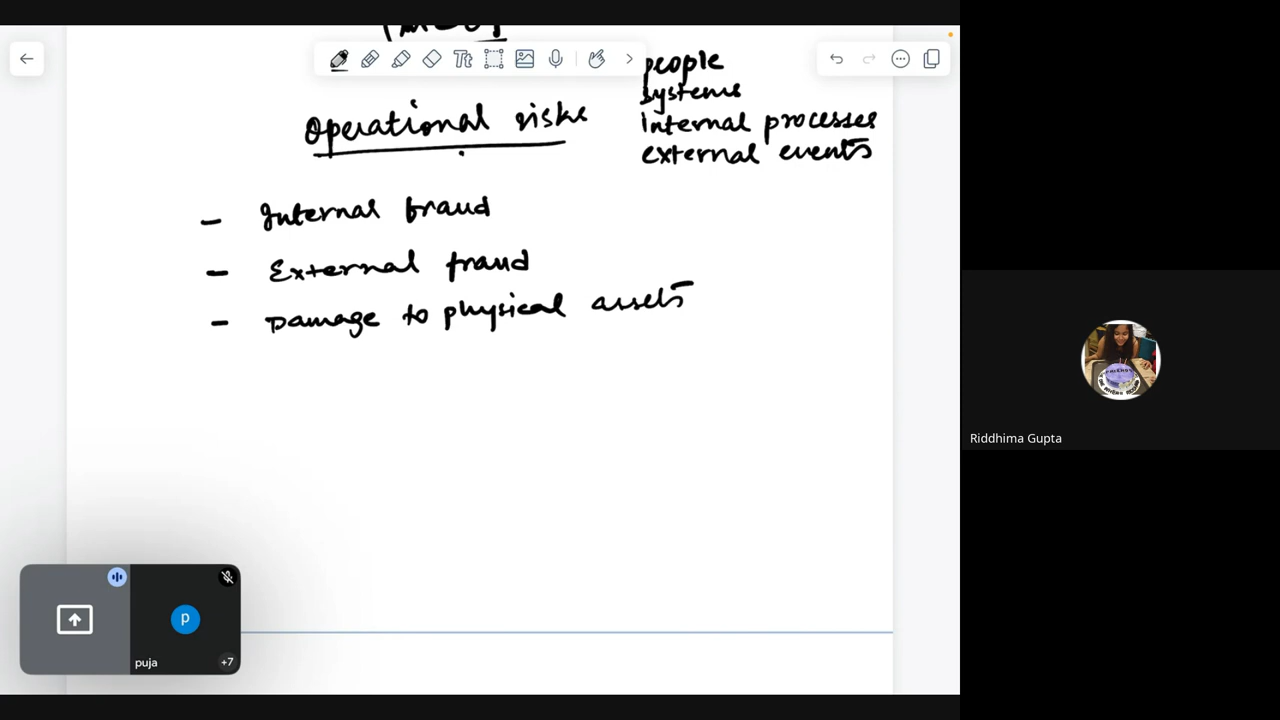 people
systems
Operational risks
internal processes
external events
- Internal fraud
- External fraud
- Damage to physical assets
Tt
Riddhima Gupta
P
puja
+7